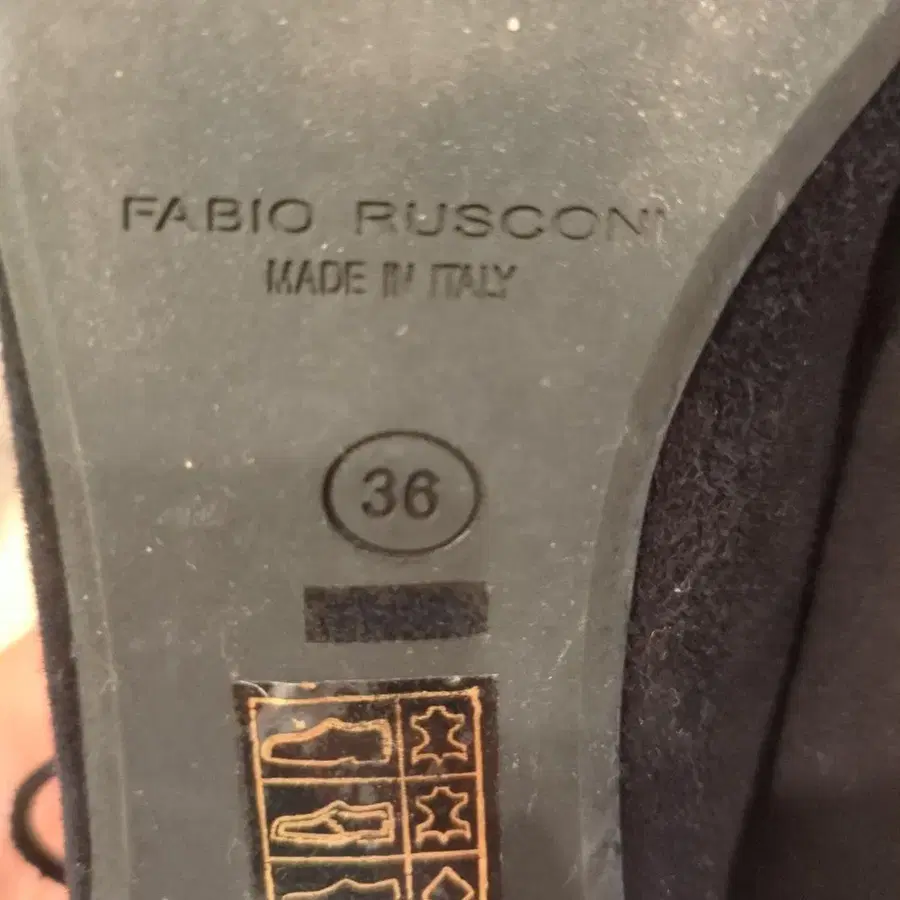 FABIO RUSCONI
MADE IN ITALY
36